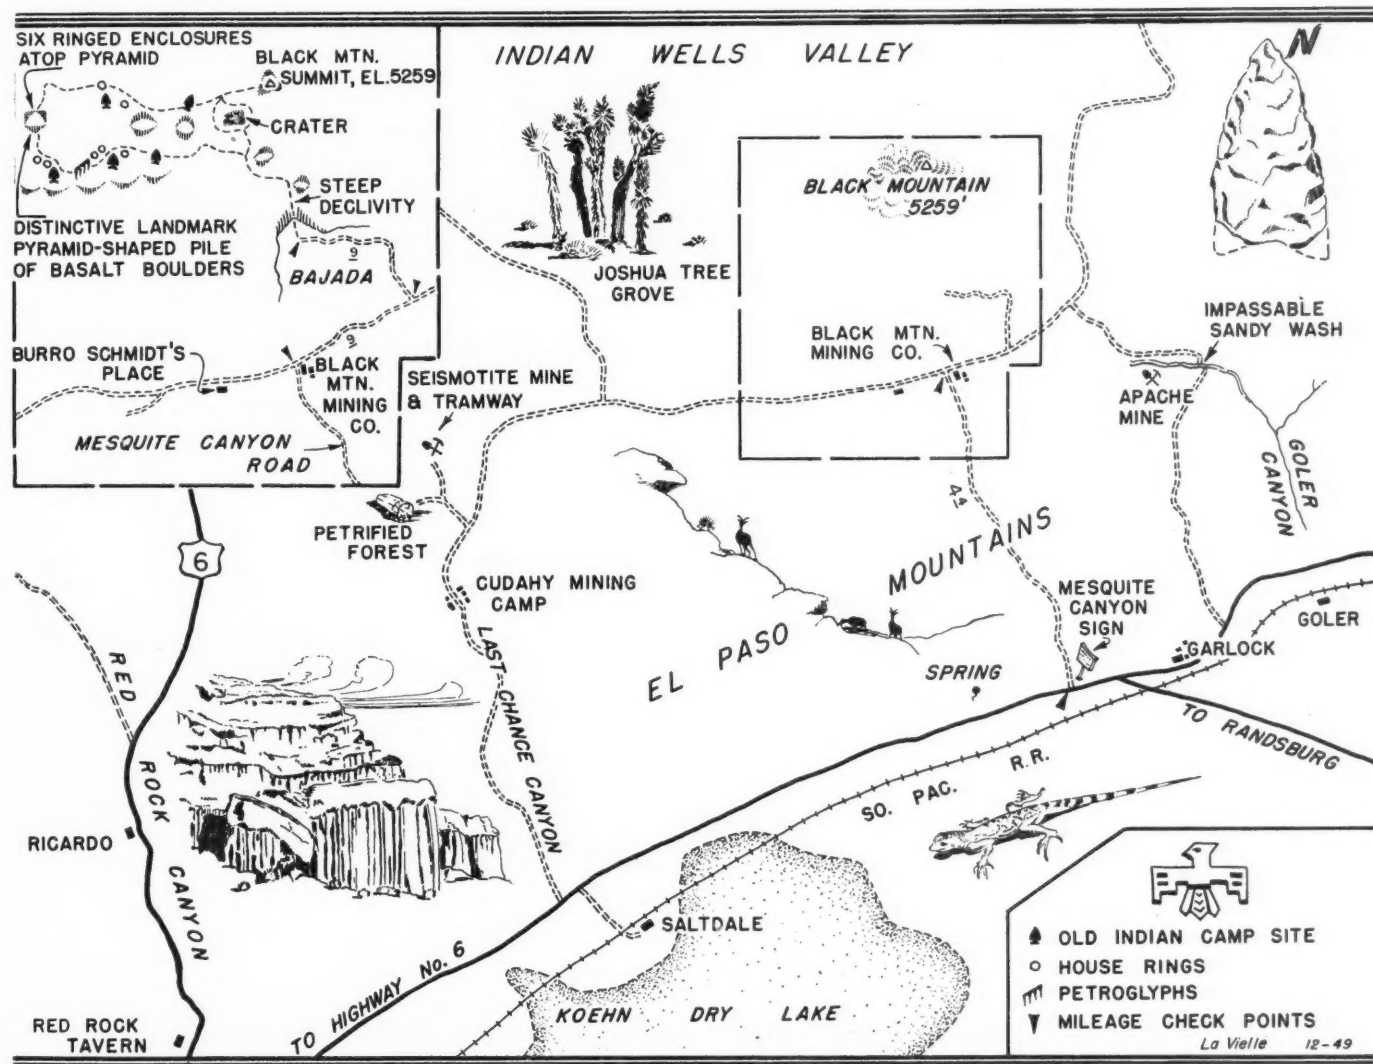 SIX RINGED ENCLOSURES
ATOP PYRAMID
BLACK MTN.
SUMMIT, EL.5259
CRATER
STEEP
DECLIVITY
DISTINCTIVE LANDMARK
PYRAMID-SHAPED PILE
OF BASALT BOULDERS
9
BAJADA
BURRO SCHMIDT'S
PLACE
.9
BLACK
MTN.
MINING
CO.
MESQUITE CANYON
ROAD
INDIAN WELLS VALLEY
N
JOSHUA TREE
GROVE
BLACK MOUNTAIN
5259'
BLACK MTN.
MINING CO.
IMPASSABLE
SANDY WASH
APACHE
MINE
GOLER
CANYON
SEISMOTITE MINE
& TRAMWAY
PETRIFIED
FOREST
6
CUDAHY MINING
CAMP
LAST CHANCE CANYON
EL PASO MOUNTAINS
4.4
MESQUITE
CANYON
SIGN
SPRING
GARLOCK
GOLER
TO RANDSBURG
SO. PAC. R.R.
RED ROCK CANYON
RICARDO
RED ROCK
TAVERN
TO HIGHWAY No. 6
SALTDALE
KOEHN DRY LAKE
OLD INDIAN CAMP SITE
HOUSE RINGS
PETROGLYPHS
MILEAGE CHECK POINTS
La Vielle 12-49